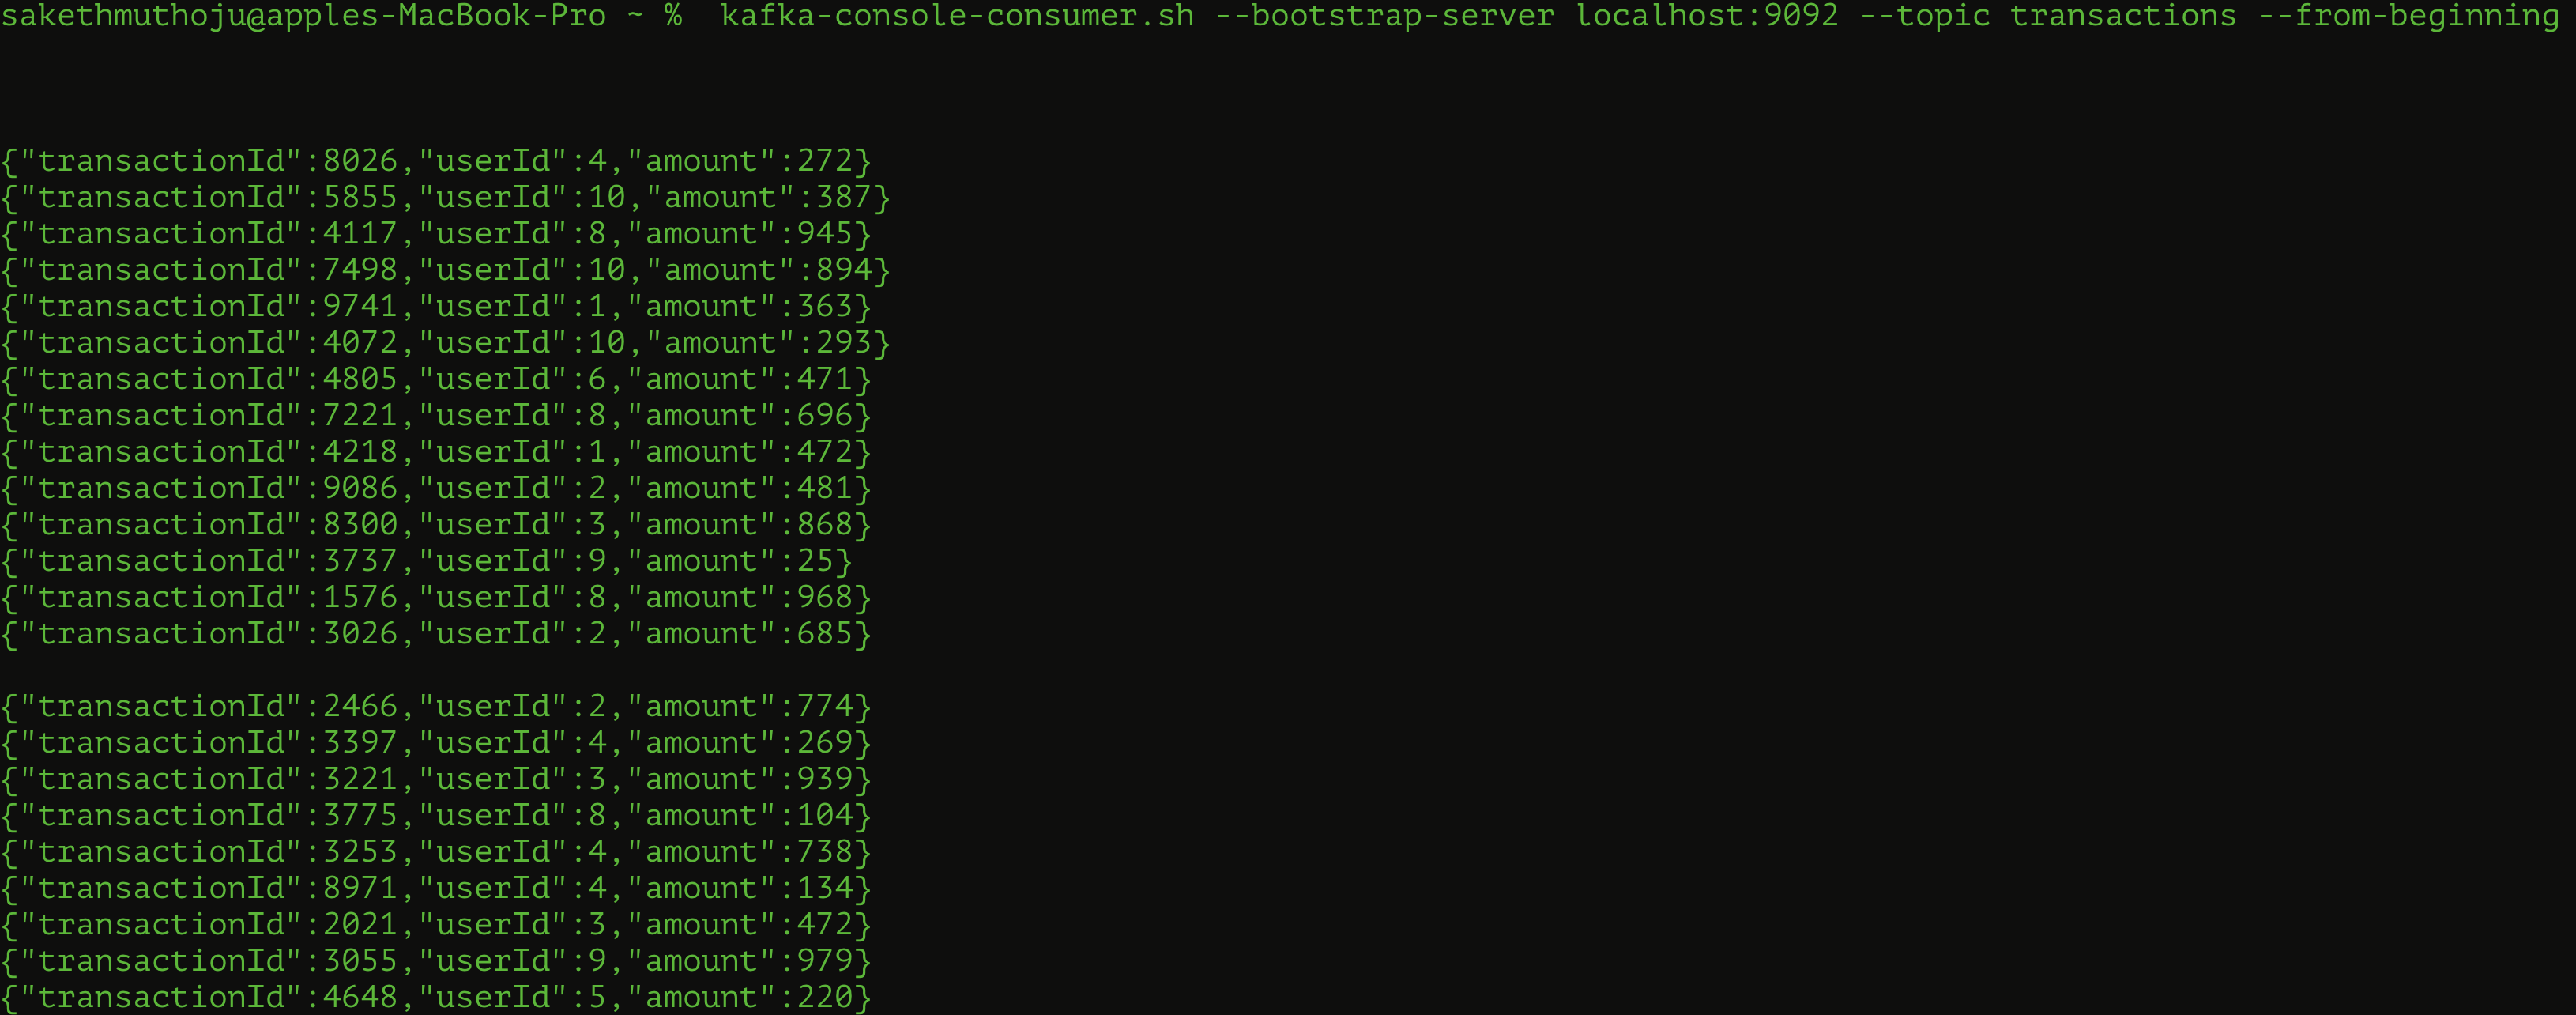 sakethmuthoju@apples-MacBook-Pro ~ %  kafka-console-consumer.sh --bootstrap-server localhost:9092 --topic transactions --from-beginning
{"transactionId":8026,"userId":4,"amount":272}
{"transactionId":5855,"userId":10,"amount":387}
{"transactionId":4117,"userId":8,"amount":945}
{"transactionId":7498,"userId":10,"amount":894}
{"transactionId":9741,"userId":1,"amount":363}
{"transactionId":4072,"userId":10,"amount":293}
{"transactionId":4805,"userId":6,"amount":471}
{"transactionId":7221,"userId":8,"amount":696}
{"transactionId":4218,"userId":1,"amount":472}
{"transactionId":9086,"userId":2,"amount":481}
{"transactionId":8300,"userId":3,"amount":868}
{"transactionId":3737,"userId":9,"amount":25}
{"transactionId":1576,"userId":8,"amount":968}
{"transactionId":3026,"userId":2,"amount":685}
{"transactionId":2466,"userId":2,"amount":774}
{"transactionId":3397,"userId":4,"amount":269}
{"transactionId":3221,"userId":3,"amount":939}
{"transactionId":3775,"userId":8,"amount":104}
{"transactionId":3253,"userId":4,"amount":738}
{"transactionId":8971,"userId":4,"amount":134}
{"transactionId":2021,"userId":3,"amount":472}
{"transactionId":3055,"userId":9,"amount":979}
{"transactionId":4648,"userId":5,"amount":220}